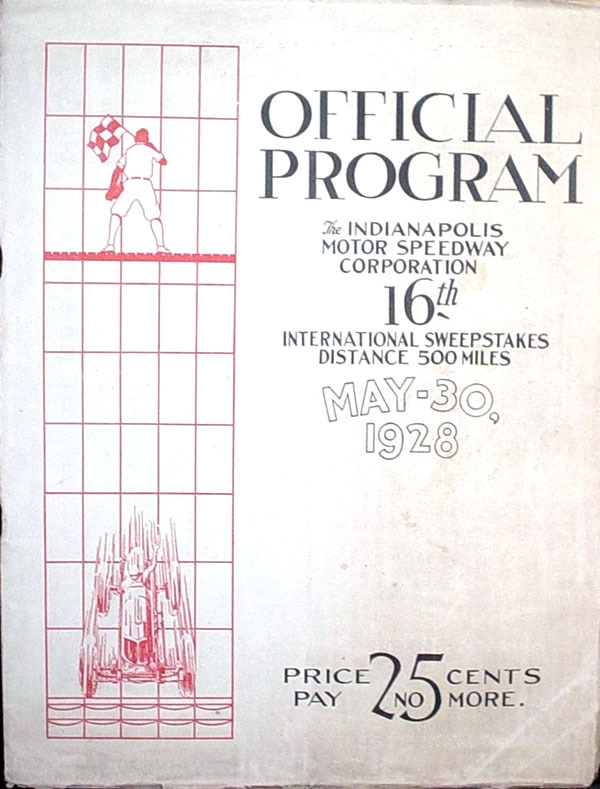 OFFICIAL
PROGRAM
The INDIANAPOLIS
MOTOR SPEEDWAY
CORPORATION
16th
INTERNATIONAL SWEEPSTAKES
DISTANCE 500 MILES
MAY-30,
1928
PRICE 25 CENTS
PAY NO MORE.